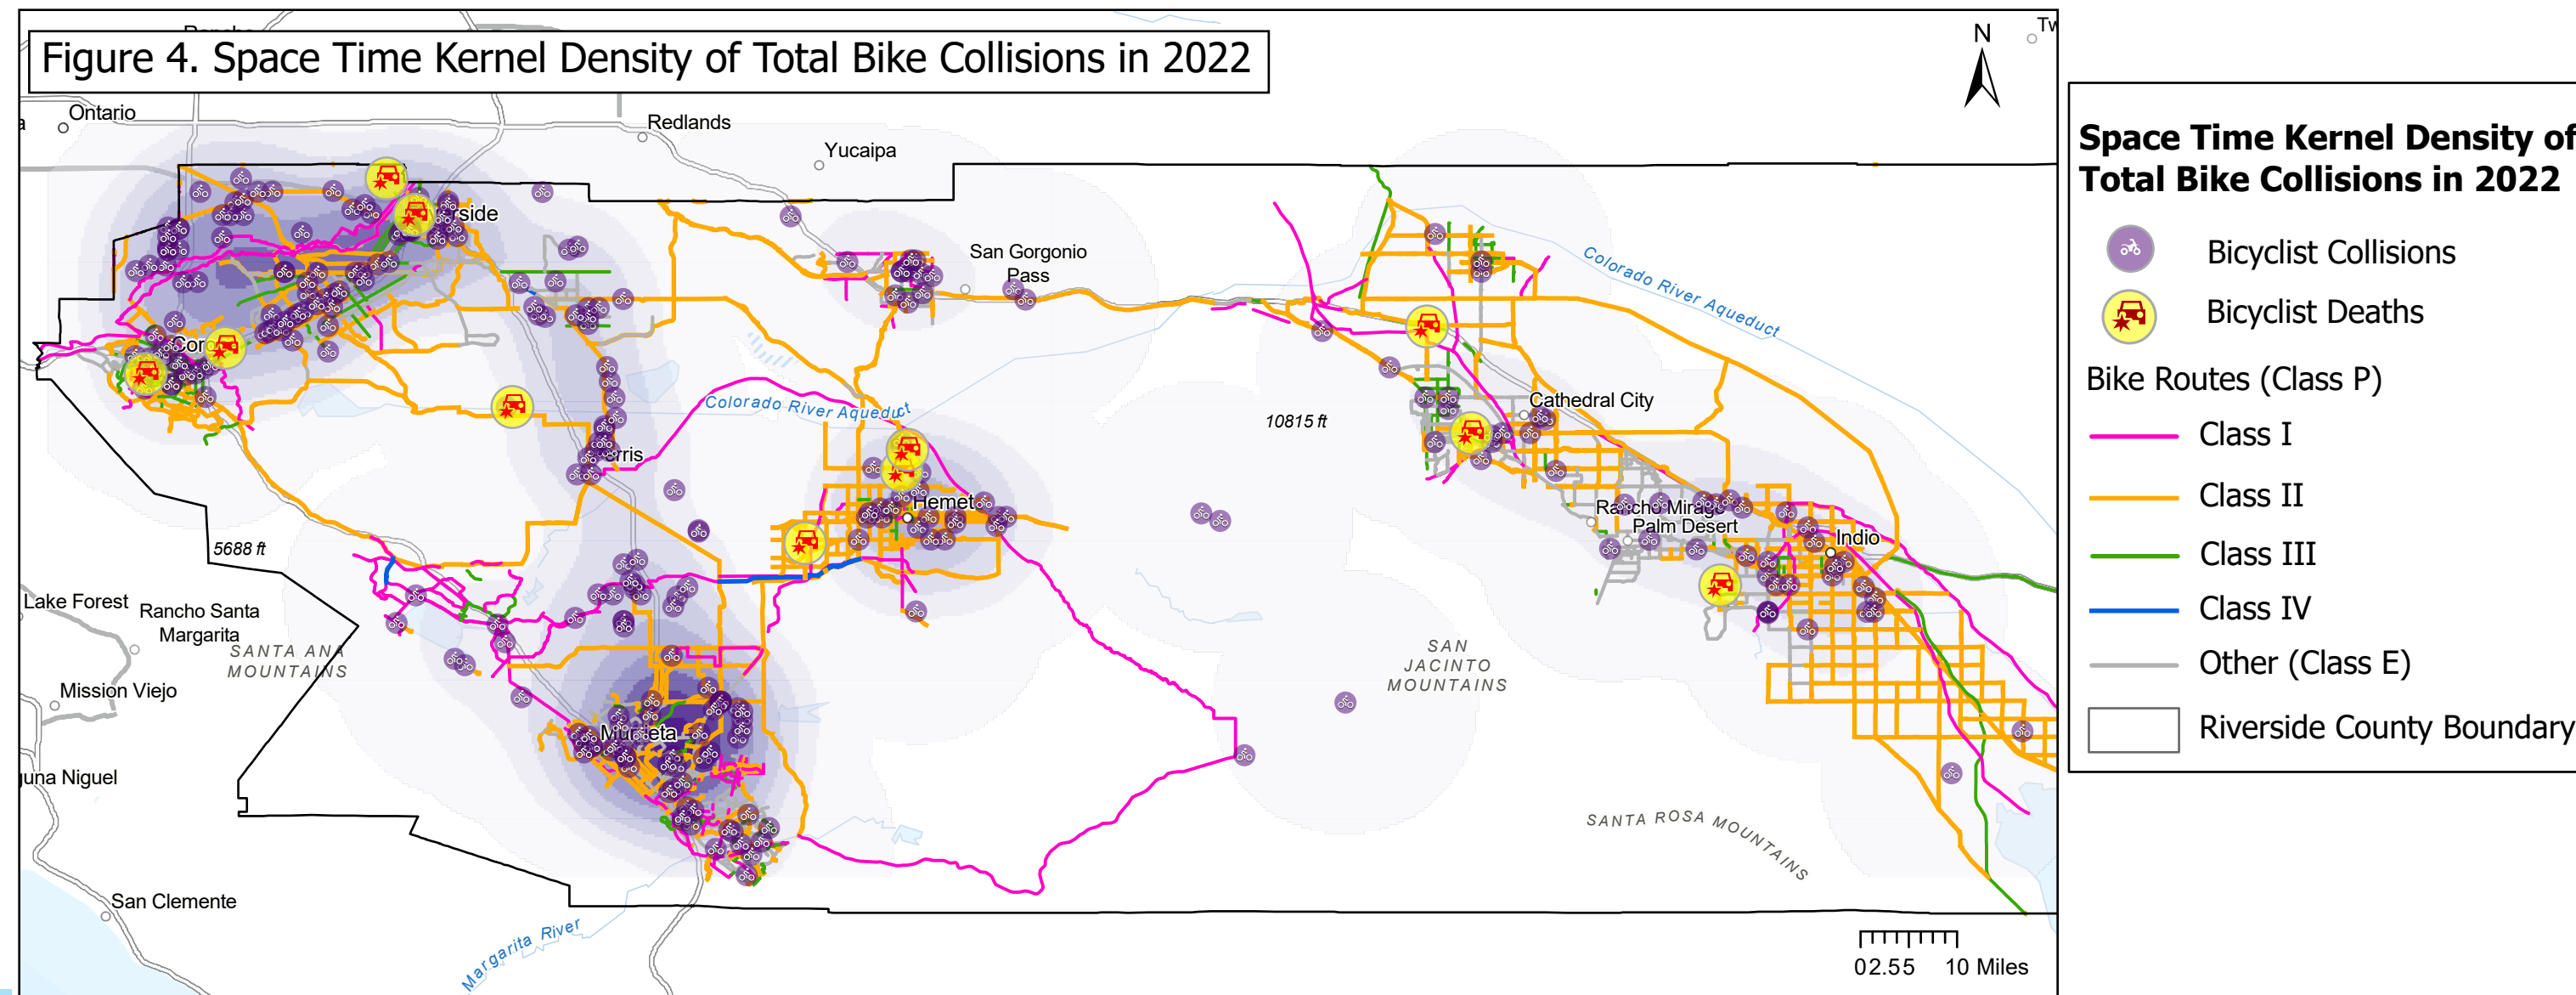 Figure 4. Space Time Kernel Density of Total Bike Collisions in 2022
N
Ontario
Redlands
Yucaipa
San Gorgonio
Pass
Colorado River Aqueduct
Colorado River Aqueduct
10815 ft
Cathedral City
Hemet
Rancho Mirage
Palm Desert
Indio
5688 ft
Lake Forest
Rancho Santa
Margarita
SANTA ANA
MOUNTAINS
Mission Viejo
SAN
JACINTO
MOUNTAINS
SANTA ROSA MOUNTAINS
San Clemente
Margarita River
02.55 10 Miles
Space Time Kernel Density of
Total Bike Collisions in 2022
Bicyclist Collisions
Bicyclist Deaths
Bike Routes (Class P)
Class I
Class II
Class III
Class IV
Other (Class E)
Riverside County Boundary